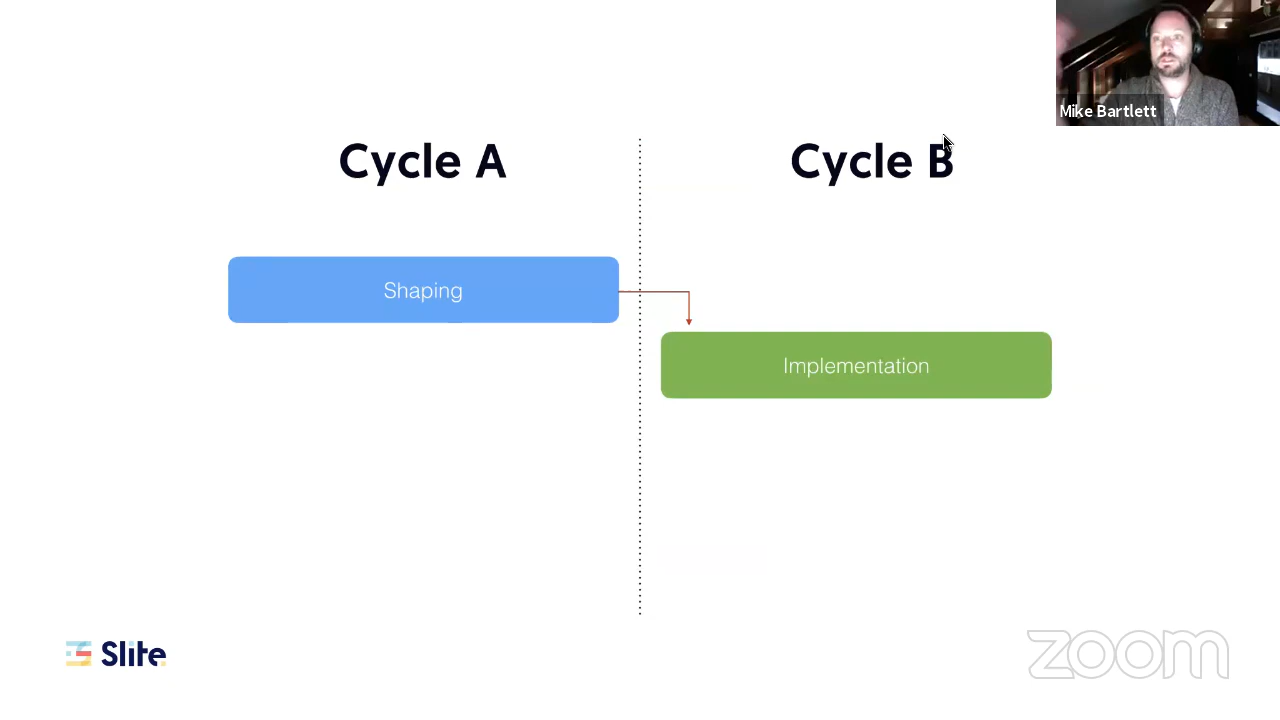 Mike Bartlett
Cycle A
Cycle B
Shaping
Implementation
Slite
zoom